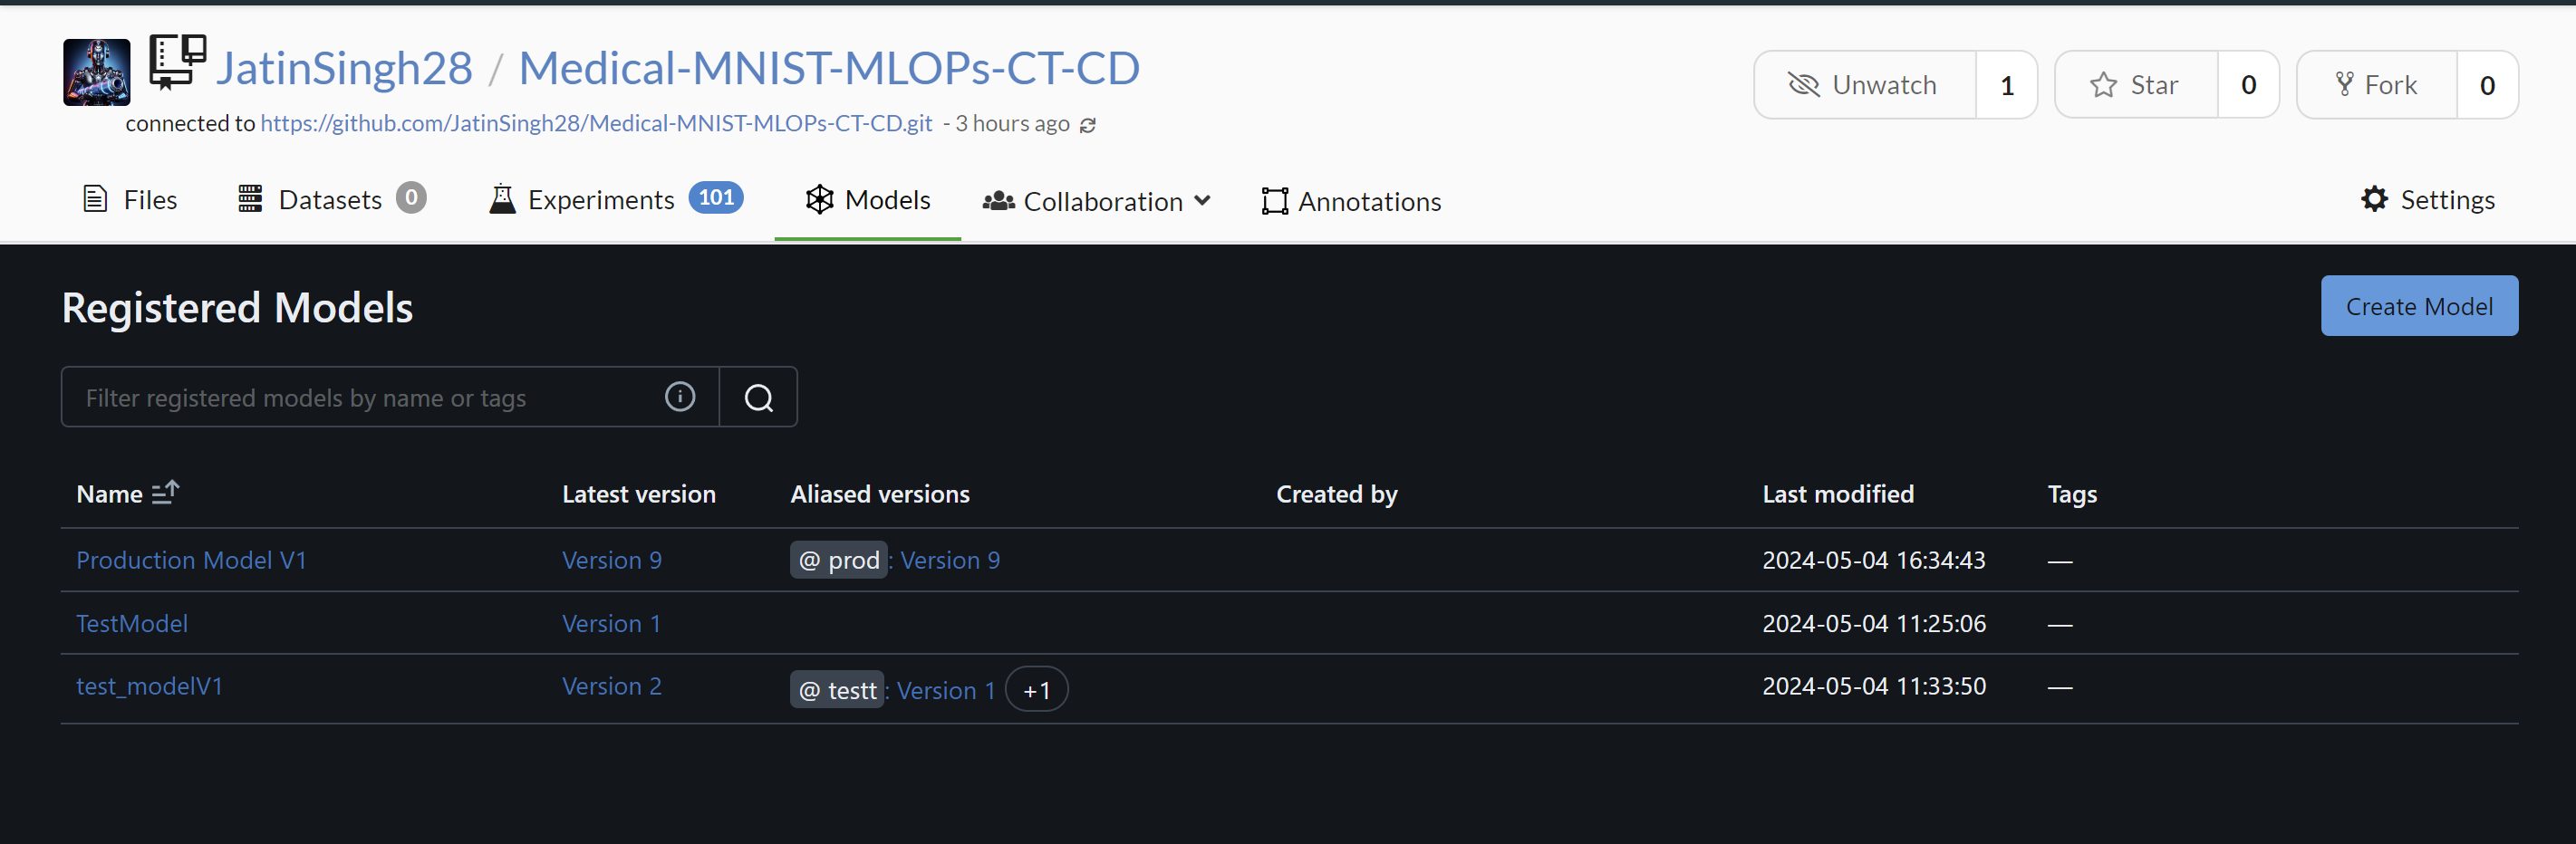 JatinSingh28 / Medical-MNIST-MLOPs-CT-CD
connected to https://github.com/JatinSingh28/Medical-MNIST-MLOPs-CT-CD.git - 3 hours ago
Unwatch 1 Star 0 Fork 0
Files Datasets 0 Experiments 101 Models Collaboration Annotations Settings
Registered Models
Create Model
Filter registered models by name or tags
Name Latest version Aliased versions Created by Last modified Tags
Production Model V1 Version 9 @ prod: Version 9 2024-05-04 16:34:43 —
TestModel Version 1 2024-05-04 11:25:06 —
test_modelV1 Version 2 @ testt: Version 1 +1 2024-05-04 11:33:50 —